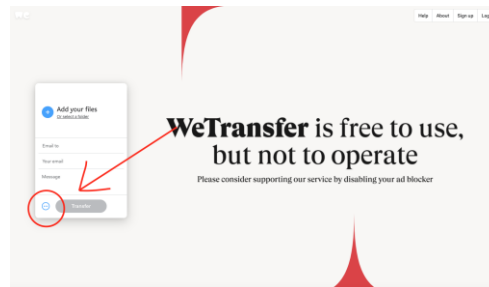 Help About Sign up Log
Add your files
Or select a folder
Email to
Your email
Message
Transfer
WeTransfer is free to use,
but not to operate
Please consider supporting our service by disabling your ad blocker